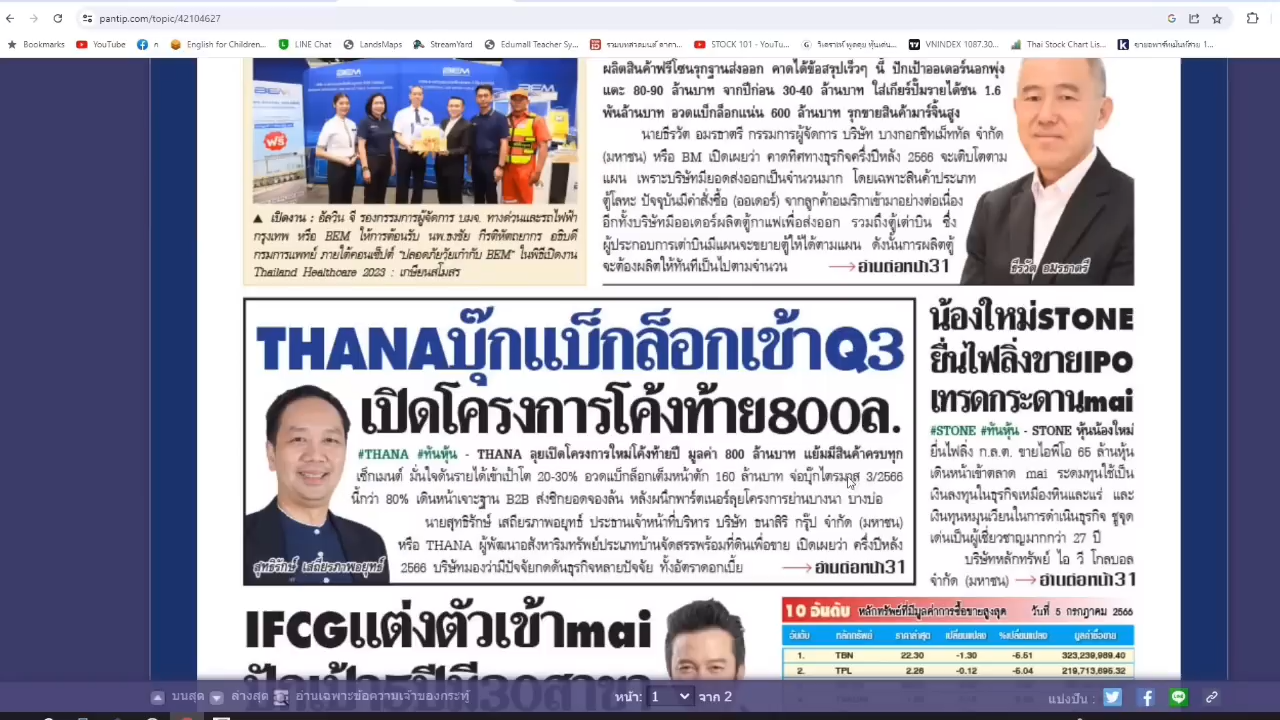 pantip.com/topic/42104627
Bookmarks
YouTube
English for Children...
LINE Chat
LandsMaps
StreamYard
Edumall Teacher Sy...
STOCK 101 - YouTu...
VNINDEX 1087.30...
Thai Stock Chart Lis...
BEM
ฟรี
▲ เปิดงาน : อัลวิน จี รองกรรมการผู้จัดการ บมจ. ทางด่วนและรถไฟฟ้า
กรุงเทพ หรือ BEM ให้การต้อนรับ นพ.ธงชัย กีรติหัตถยากร อธิบดี
กรมการแพทย์ ภายใต้คอนเซ็ปต์ "ปลอดภัยวัยเก๋ากับ BEM" ในพิธีเปิดงาน
Thailand Healthcare 2023 : เกษียนสโมสร
ผลิตสินค้าฟรีโซนรุกฐานส่งออก คาดได้ข้อสรุปเร็วๆ นี้ ปักเป้าออเดอร์นอกพุ่ง
แตะ 80-90 ล้านบาท จากปีก่อน 30-40 ล้านบาท ใส่เกียร์ปั๊มรายได้ชน 1.6
พันล้านบาท อวดแบ็กล็อกแน่น 600 ล้านบาท รุกขายสินค้ามาร์จิ้นสูง
นายธีรวัต อมรธาตรี กรรมการผู้จัดการ บริษัท บางกอกชีทเม็ททัล จำกัด
(มหาชน) หรือ BM เปิดเผยว่า คาดทิศทางธุรกิจครึ่งปีหลัง 2566 จะเติบโตตาม
แผน เพราะบริษัทมียอดส่งออกเป็นจำนวนมาก โดยเฉพาะสินค้าประเภท
ตู้โลหะ ปัจจุบันมีคำสั่งซื้อ (ออเดอร์) จากลูกค้าอเมริกาเข้ามาอย่างต่อเนื่อง
อีกทั้งบริษัทมีออเดอร์ผลิตตู้กาแฟเพื่อส่งออก รวมถึงตู้เต่าบิน ซึ่ง
ผู้ประกอบการเต่าบินมีแผนจะขยายตู้ให้ได้ตามแผน ดังนั้นการผลิตตู้
จะต้องผลิตให้ทันที่เป็นไปตามจำนวน → อ่านต่อหน้า31
ธีรวัต อมรธาตรี
THANAบุ๊กแบ็กล็อกเข้าQ3
เปิดโครงการโค้งท้าย800ล.
#THANA #ทันหุ้น - THANA ลุยเปิดโครงการใหม่โค้งท้ายปี มูลค่า 800 ล้านบาท แย้มมีสินค้าครบทุก
เซ็กเมนต์ มั่นใจดันรายได้เข้าเป้าโต 20-30% อวดแบ็กล็อกเต็มหน้าตัก 160 ล้านบาท จ่อบุ๊กไตรมาส 3/2566
นี้กว่า 80% เดินหน้าเจาะฐาน B2B ส่งซิกยอดจองล้น หลังผนึกพาร์ตเนอร์ลุยโครงการย่านบางนา บางบ่อ
นายสุทธิรักษ์ เสถียรภาพอยุทธ์ ประธานเจ้าหน้าที่บริหาร บริษัท ธนาสิริ กรุ๊ป จำกัด (มหาชน)
หรือ THANA ผู้พัฒนาอสังหาริมทรัพย์ประเภทบ้านจัดสรรพร้อมที่ดินเพื่อขาย เปิดเผยว่า ครึ่งปีหลัง
2566 บริษัทมองว่ามีปัจจัยกดดันธุรกิจหลายปัจจัย ทั้งอัตราดอกเบี้ย → อ่านต่อหน้า31
สุทธิรักษ์ เสถียรภาพอยุทธ์
น้องใหม่STONE
ยื่นไฟลิ่งขายIPO
เทรดกระดานmai
#STONE #ทันหุ้น - STONE หุ้นน้องใหม่
ยื่นไฟลิ่ง ก.ล.ต. ขายไอพีโอ 65 ล้านหุ้น
เดินหน้าเข้าตลาด mai ระดมทุนใช้เป็น
เงินลงทุนในธุรกิจเหมืองหินและแร่ และ
เงินทุนหมุนเวียนในการดำเนินธุรกิจ ชูจุด
เด่นเป็นผู้เชี่ยวชาญมากกว่า 27 ปี
บริษัทหลักทรัพย์ ไอ วี โกลบอล
จำกัด (มหาชน) → อ่านต่อหน้า31
IFCGแต่งตัวเข้าmai
10 อันดับ หลักทรัพย์ที่มีมูลค่าการซื้อขายสูงสุด วันที่ 5 กรกฎาคม 2566
อันดับ หลักทรัพย์ ราคาล่าสุด เปลี่ยนแปลง %เปลี่ยนแปลง มูลค่าซื้อขาย
1. TBN 22.30 -1.30 -5.51 323,239,989.40
2. TPL 2.26 -0.12 -5.04 219,713,695.32
บนสุด ล่างสุด อ่านเฉพาะข้อความเจ้าของกระทู้ หน้า: 1 จาก 2 แบ่งปัน :